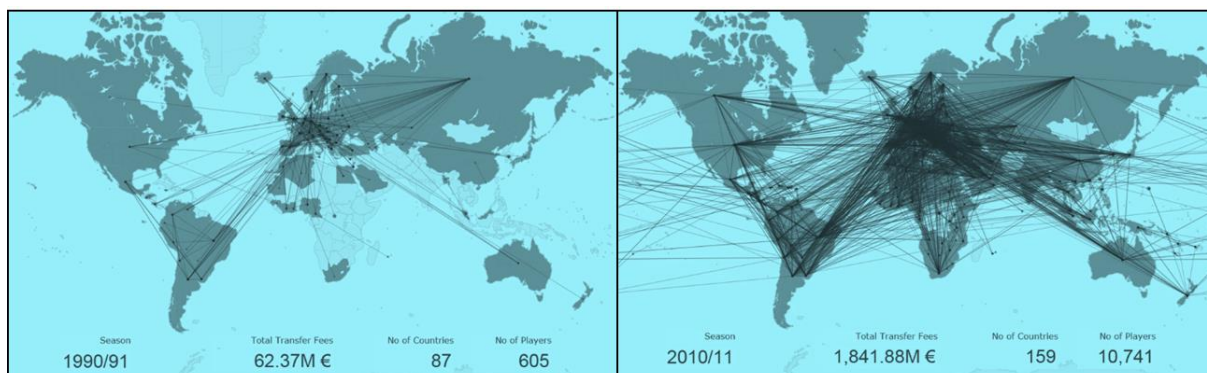 Season Total Transfer Fees No of Countries No of Players
1990/91 62.37M € 87 605
Season Total Transfer Fees No of Countries No of Players
2010/11 1,841.88M € 159 10,741